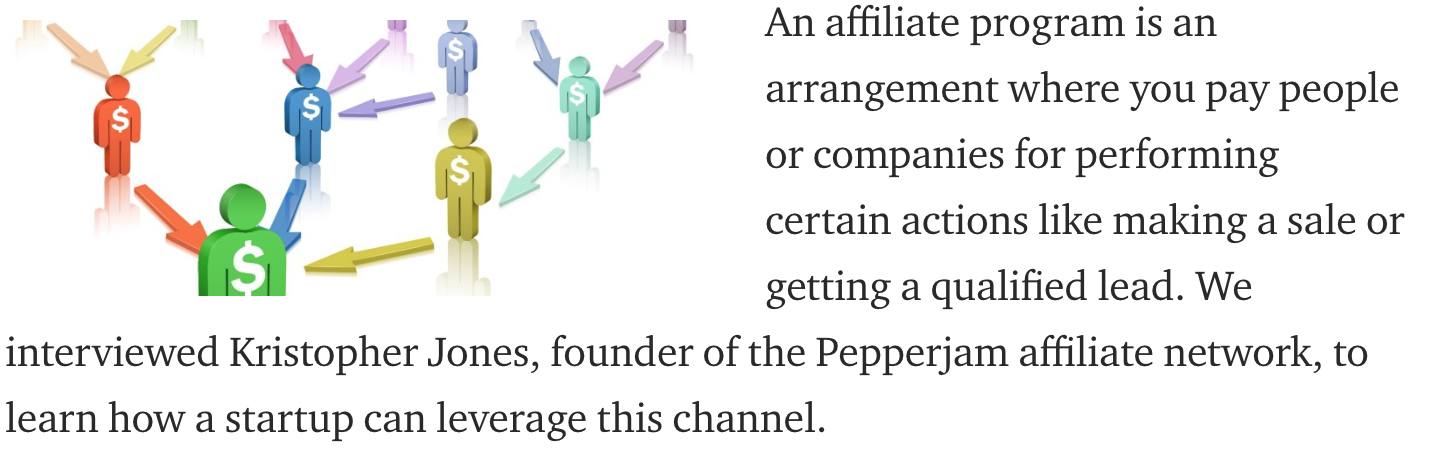 An affiliate program is an
arrangement where you pay people
or companies for performing
certain actions like making a sale or
getting a qualified lead. We
interviewed Kristopher Jones, founder of the Pepperjam affiliate network, to
learn how a startup can leverage this channel.
$
$
$
$
$
$